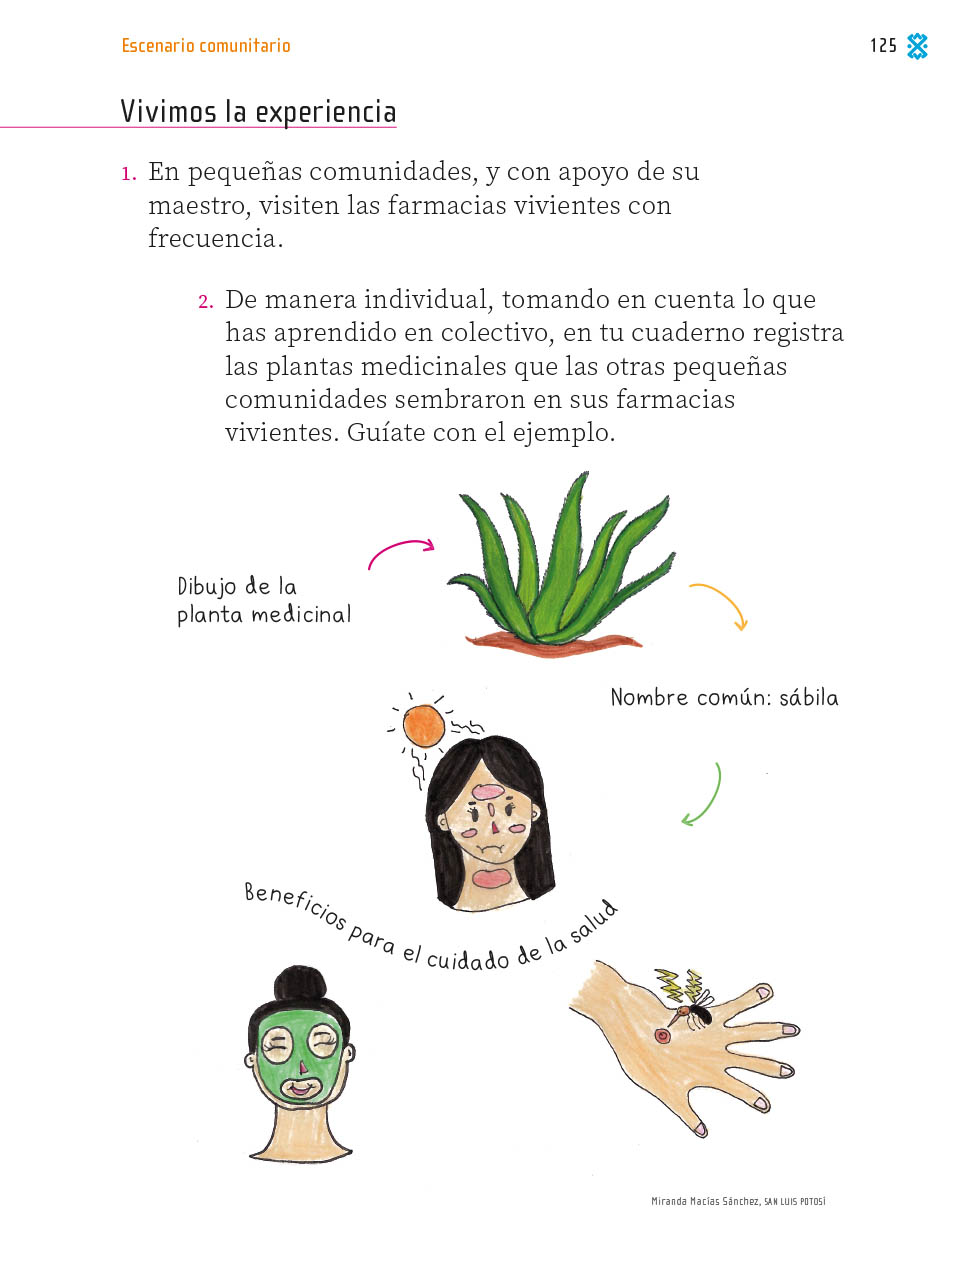 Escenario comunitario
125
Vivimos la experiencia
1. En pequeñas comunidades, y con apoyo de su
maestro, visiten las farmacias vivientes con
frecuencia.
2. De manera individual, tomando en cuenta lo que
has aprendido en colectivo, en tu cuaderno registra
las plantas medicinales que las otras pequeñas
comunidades sembraron en sus farmacias
vivientes. Guíate con el ejemplo.
Dibujo de la
planta medicinal
Nombre común: sábila
Beneficios para el cuidado de la salud
Miranda Macías Sánchez, SAN LUIS POTOSÍ